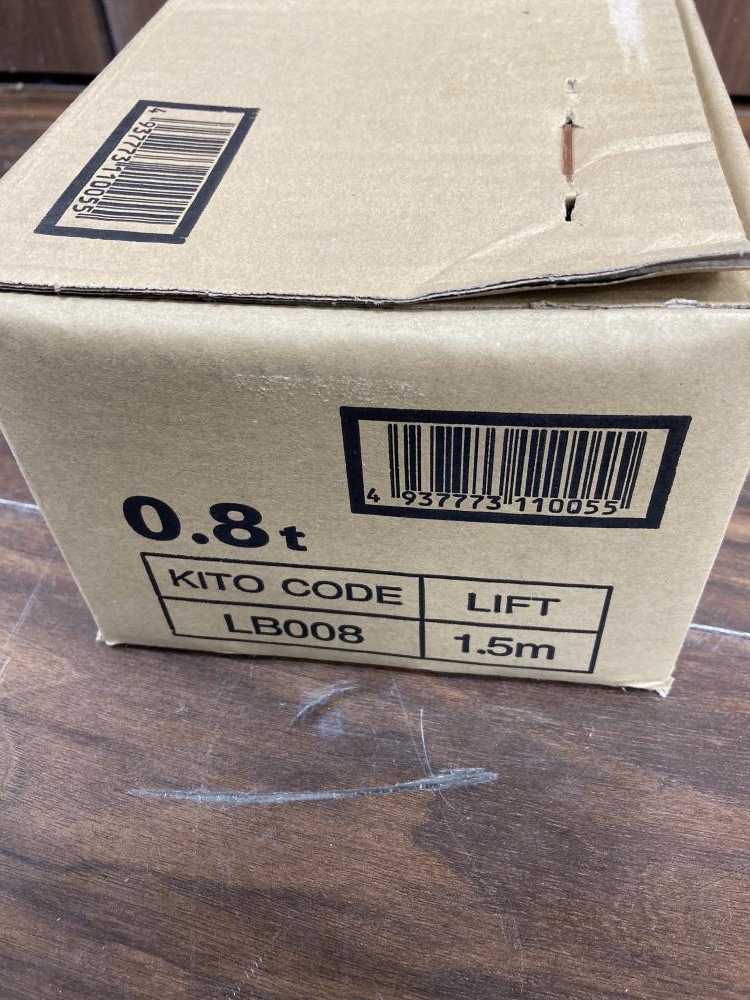 4 937773 110055
4 937773 110055
0.8t
KITO CODE LIFT
LB008 1.5m